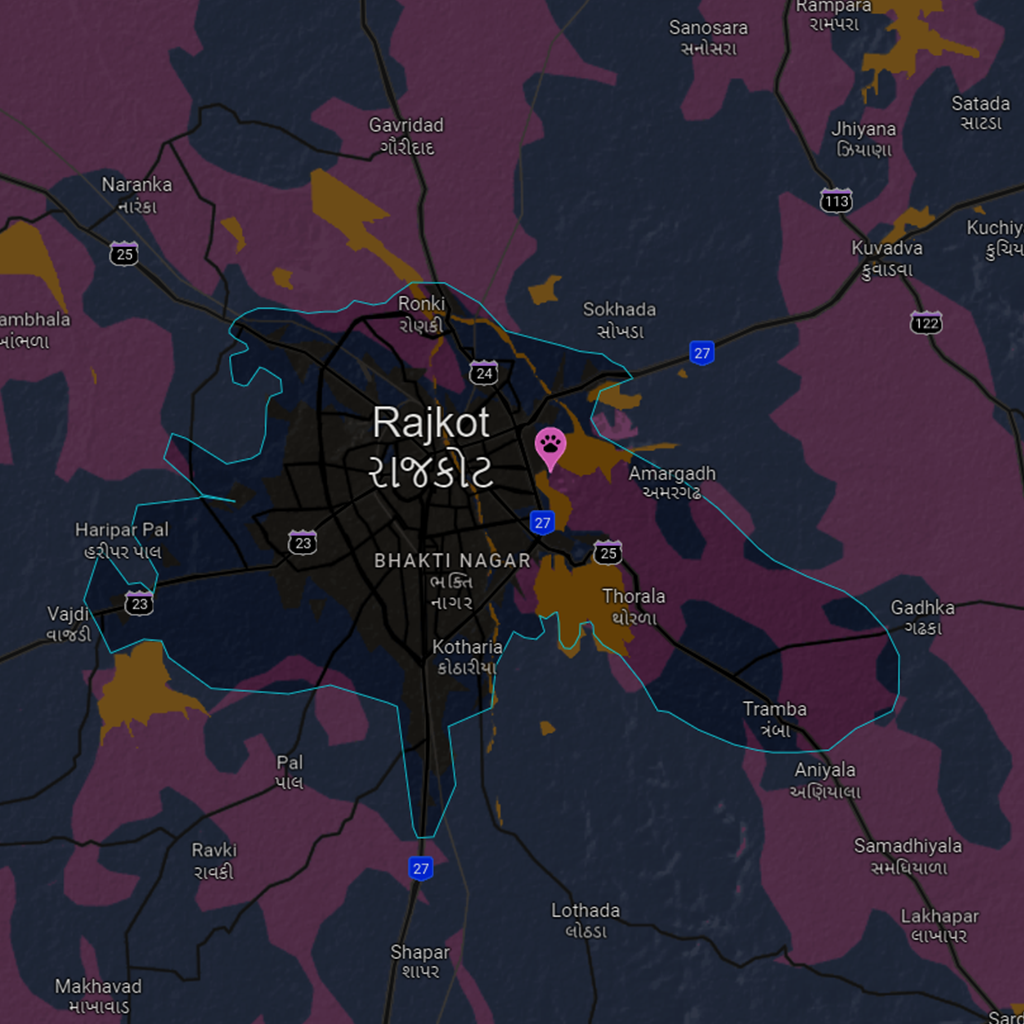 Rampara
રામપરા
Sanosara
સનોસરા
Satada
સાટડા
Gavridad
ગૌરીદાદ
Jhiyana
ઝિયાણા
Naranka
નારંકા
113
Kuchiy
કુચિય
25
Kuvadva
કુવાડવા
Ronki
રોણકી
Sokhada
સોખડા
ambhala
ખાંભળા
122
27
24
Rajkot
રાજકોટ
Amargadh
અમરગઢ
27
Haripar Pal
હરીપર પાલ
23
25
BHAKTI NAGAR
ભક્તિ
નાગર
23
Thorala
થોરળા
Vajdi
વાજડી
Gadhka
ગઢકા
Kotharia
કોઠારીયા
Tramba
ત્રંબા
Pal
પાલ
Aniyala
અણિયાલા
Ravki
રાવકી
Samadhiyala
સમધિયાળા
27
Lothada
લોઠડા
Lakhapar
લાખાપર
Shapar
શાપર
Makhavad
માખાવાડ
Sard